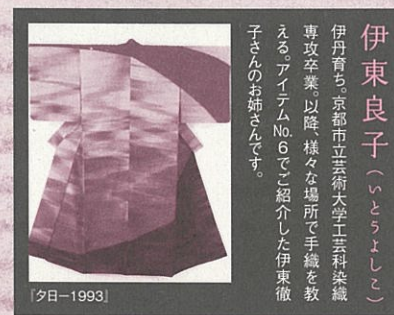 伊東良子（いとうよしこ）
伊丹育ち。京都市立芸術大学工芸科染織
専攻卒業。以降、様々な場所で手織を教
える。アイテムNo.6でご紹介した伊東徹
子さんのお姉さんです。
『夕日ー1993』